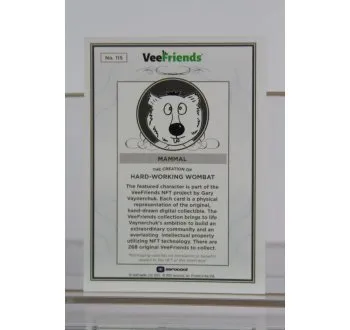 No. 115
VeeFriends
MAMMAL
THE CREATION OF
HARD-WORKING WOMBAT
The featured character is part of the
VeeFriends NFT project by Gary
Vaynerchuk. Each card is a physical
representation of the original,
hand-drawn digital collectible. The
VeeFriends collection brings to life
Vaynerchuk's ambition to build an
extraordinary community and an
everlasting intellectual property
utilizing NFT technology. There are
268 original VeeFriends to collect.
zerocool